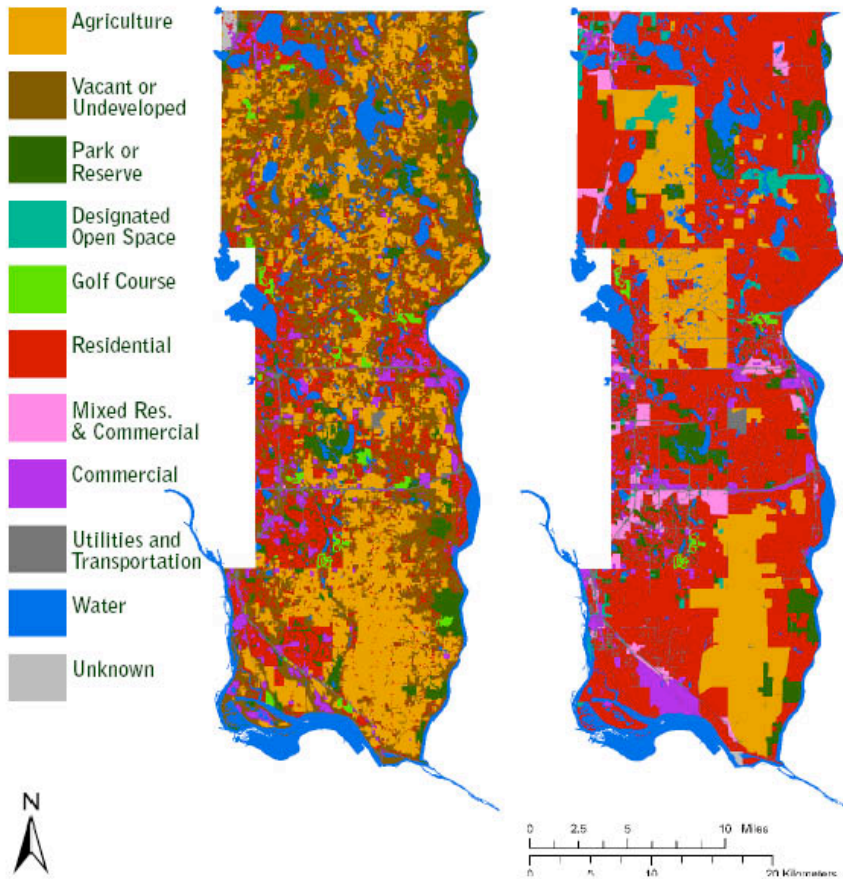 Agriculture
Vacant or
Undeveloped
Park or
Reserve
Designated
Open Space
Golf Course
Residential
Mixed Res.
& Commercial
Commercial
Utilities and
Transportation
Water
Unknown
N
0 2.5 5 10 Miles
0 5 10 20 Kilometers